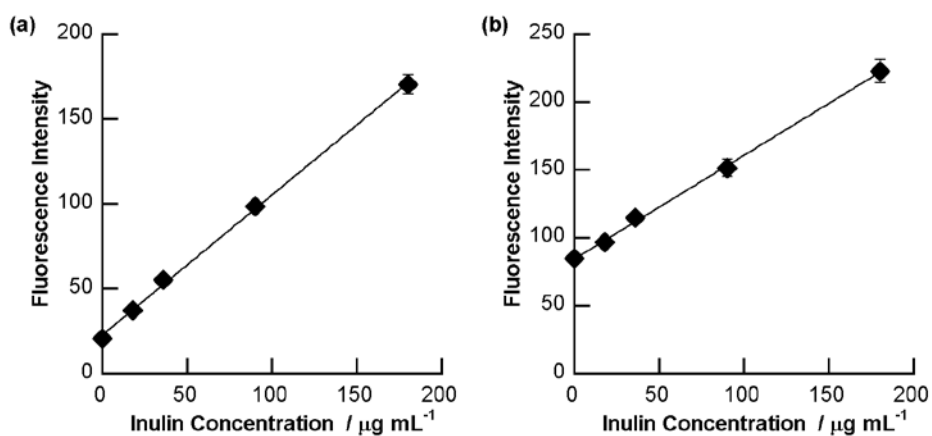 (a)
200
150
100
50
0
Fluorescence Intensity
0 50 100 150 200
Inulin Concentration / μg mL⁻¹
(b)
250
200
150
100
50
0
Fluorescence Intensity
0 50 100 150 200
Inulin Concentration / μg mL⁻¹